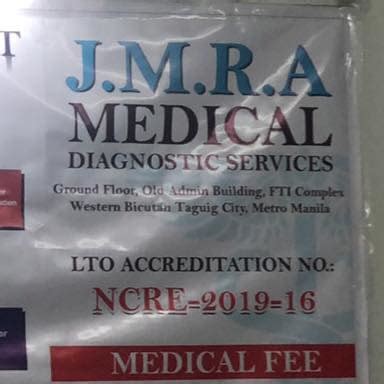 T
J.M.R.A
MEDICAL
DIAGNOSTIC SERVICES
Ground Floor, Old Admin Building, FTI Complex
Western Bicutan Taguig City, Metro Manila
LTO ACCREDITATION NO.:
NCRE-2019-16
MEDICAL FEE